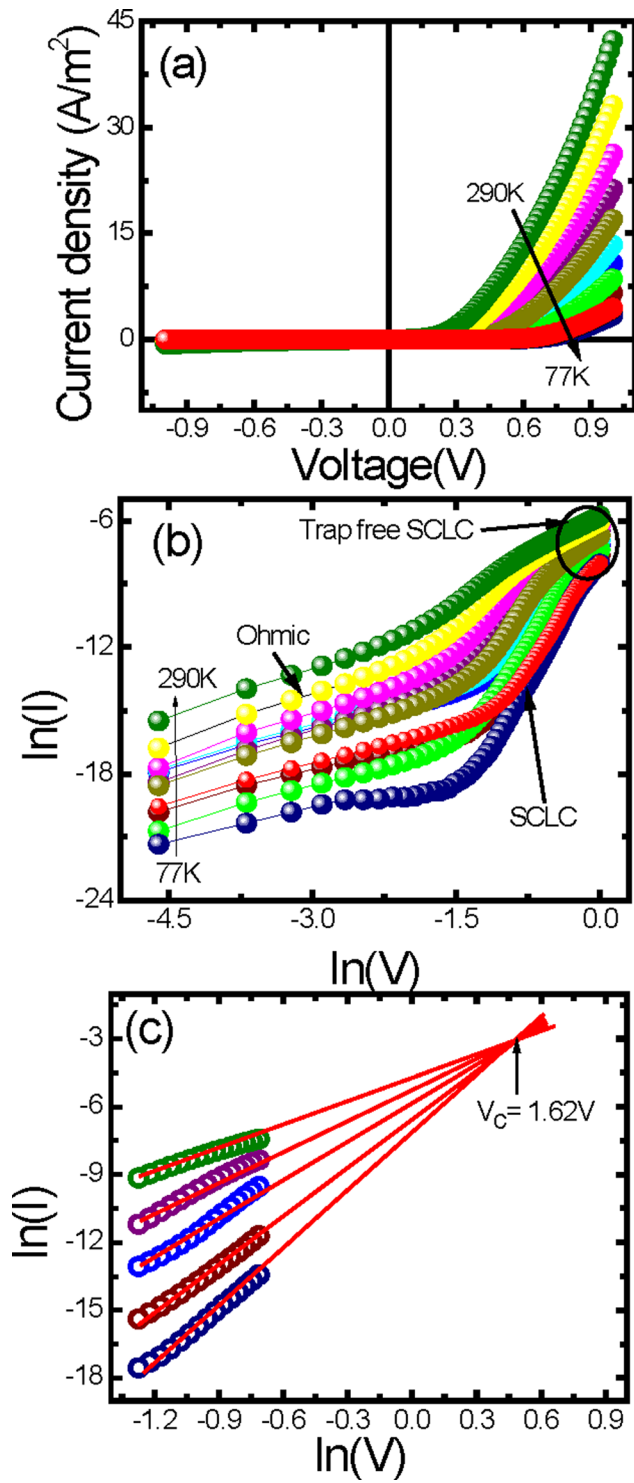 (a)
Current density (A/m²)
45
30
15
0
290K
77K
-0.9 -0.6 -0.3 0.0 0.3 0.6 0.9
Voltage(V)
(b)
-6
-12
-18
-24
ln(I)
Trap free SCLC
Ohmic
290K
77K
SCLC
-4.5 -3.0 -1.5 0.0
ln(V)
(c)
-3
-6
-9
-12
-15
-18
ln(I)
V_C= 1.62V
-1.2 -0.9 -0.6 -0.3 0.0 0.3 0.6 0.9
ln(V)